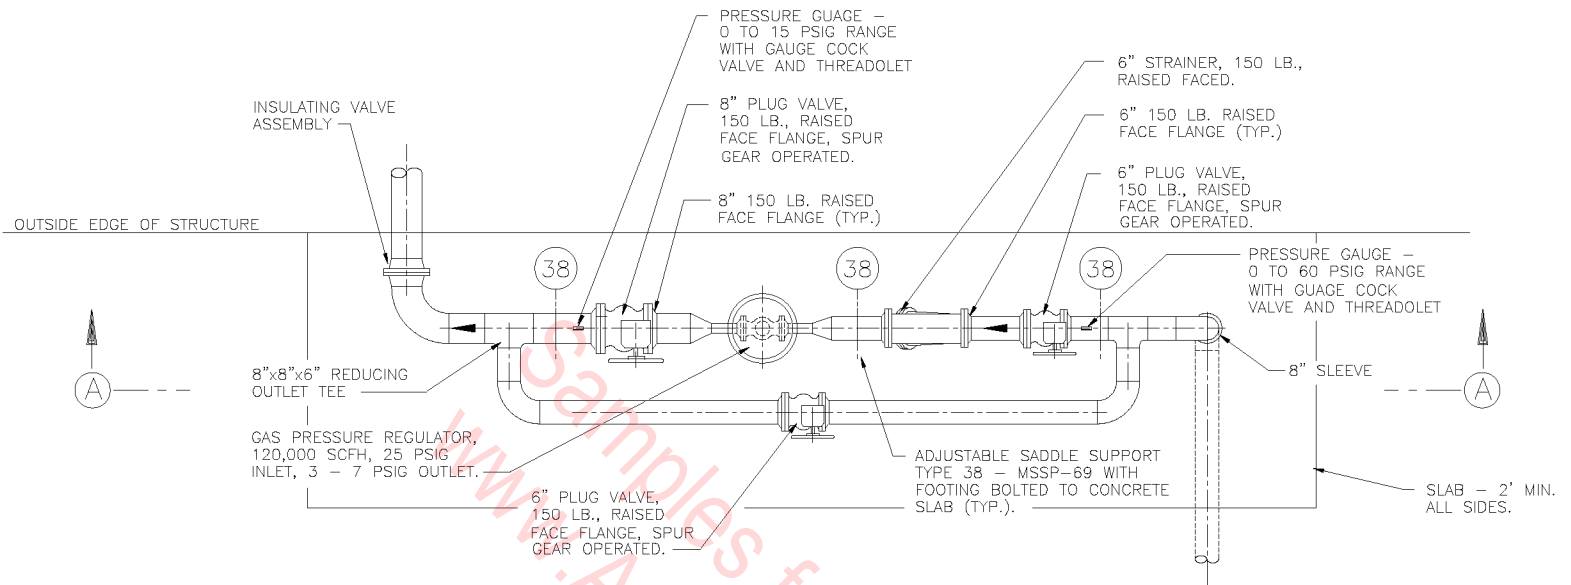 PRESSURE GUAGE –
0 TO 15 PSIG RANGE
WITH GAUGE COCK
VALVE AND THREADOLET
6" STRAINER, 150 LB.,
RAISED FACED.
INSULATING VALVE
ASSEMBLY
8" PLUG VALVE,
150 LB., RAISED
FACE FLANGE, SPUR
GEAR OPERATED.
6" 150 LB. RAISED
FACE FLANGE (TYP.)
6" PLUG VALVE,
150 LB., RAISED
FACE FLANGE, SPUR
GEAR OPERATED.
8" 150 LB. RAISED
FACE FLANGE (TYP.)
OUTSIDE EDGE OF STRUCTURE
38
38
38
PRESSURE GAUGE –
0 TO 60 PSIG RANGE
WITH GUAGE COCK
VALVE AND THREADOLET
A
8"x8"x6" REDUCING
OUTLET TEE
8" SLEEVE
A
GAS PRESSURE REGULATOR,
120,000 SCFH, 25 PSIG
INLET, 3 – 7 PSIG OUTLET.
ADJUSTABLE SADDLE SUPPORT
TYPE 38 – MSSP–69 WITH
FOOTING BOLTED TO CONCRETE
SLAB (TYP.).
SLAB – 2' MIN.
ALL SIDES.
6" PLUG VALVE,
150 LB., RAISED
FACE FLANGE, SPUR
GEAR OPERATED.
Samples f
www.A